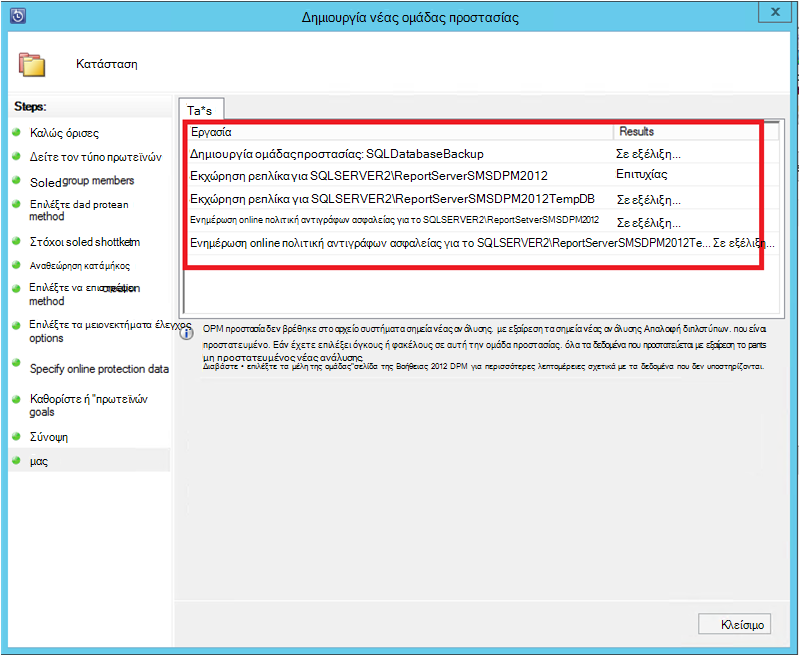 Δημιουργία νέας ομάδας προστασίας
Κατάσταση
Steps:
Καλώς όρισες
Δείτε τον τύπο πρωτεϊνών
Soled group members
Επιλέξτε dad protean
method
Στόχοι soled shottketm
Αναθεώρηση κατάμήκος
Επιλέξτε να
method
Επιλέξτε τα μειονεκτήματα έλεγχος
options
Specify online protection data
Καθορίστε ή "πρωτεϊνών
goals
Σύνοψη
μας
Ta*s
Εργασία Results
Δημιουργία ομάδας προστασίας: SQLDatabaseBackup Σε εξέλιξη...
Εκχώρηση ρεπλίκα για SQLSERVER2\ReportServerSMSDPM2012 Επιτυχίας
Εκχώρηση ρεπλίκα για SQLSERVER2\ReportServerSMSDPM2012TempDB Σε εξέλιξη...
Ενημέρωση online πολιτική αντιγράφων ασφαλείας για το SQLSERVER2\ReportSetverSMSDPM2012 Σε εξέλιξη...
Ενημέρωση online πολιτική αντιγράφων ασφαλείας για το SQLSERVER2\ReportServerSMSDPM2012Te... Σε εξέλιξη...
OPM προστασία δεν βρέθηκε στο αρχείο συστήματα σημεία νέας ανάλυσης. με εξαίρεση τα σημεία νέας ανάλυσης Απαλοιφή διπλοτύπων. που είναι
προστατευμένο. Εάν έχετε επιλέξει όγκους ή φακέλους σε αυτή την ομάδα προστασίας. όλα τα δεδομένα που προστατεύεται με εξαίρεση το parts
μη προστατευμένος νέας ανάλυσης.
Διαβάστε • επιλέξτε τα μέλη της ομάδας"σελίδα της Βοήθειας 2012 DPM για περισσότερες λεπτομέρειες σχετικά με τα δεδομένα που δεν υποστηρίζονται.
Κλείσιμο